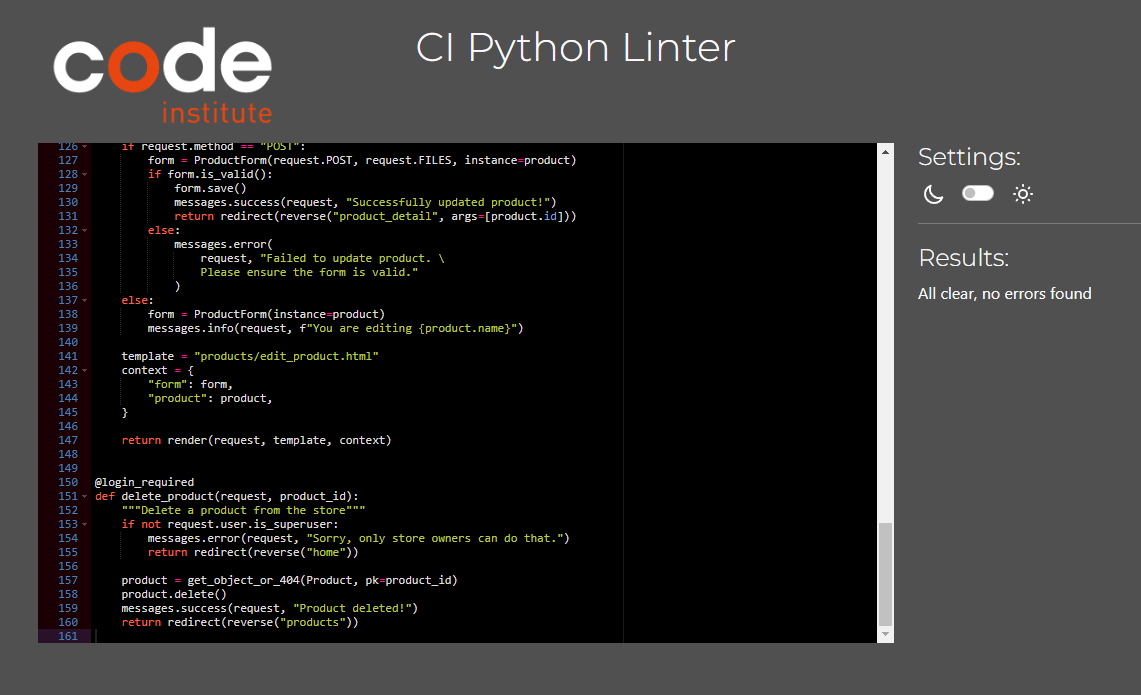 code
institute
CI Python Linter
126 if request.method == "POST":
127 form = ProductForm(request.POST, request.FILES, instance=product)
128 if form.is_valid():
129 form.save()
130 messages.success(request, "Successfully updated product!")
131 return redirect(reverse("product_detail", args=[product.id]))
132 else:
133 messages.error(
134 request, "Failed to update product. \
135 Please ensure the form is valid."
136 )
137 else:
138 form = ProductForm(instance=product)
139 messages.info(request, f"You are editing {product.name}")
140
141 template = "products/edit_product.html"
142 context = {
143 "form": form,
144 "product": product,
145 }
146
147 return render(request, template, context)
148
149
150 @login_required
151 def delete_product(request, product_id):
152 """Delete a product from the store"""
153 if not request.user.is_superuser:
154 messages.error(request, "Sorry, only store owners can do that.")
155 return redirect(reverse("home"))
156
157 product = get_object_or_404(Product, pk=product_id)
158 product.delete()
159 messages.success(request, "Product deleted!")
160 return redirect(reverse("products"))
161
Settings:
Results:
All clear, no errors found